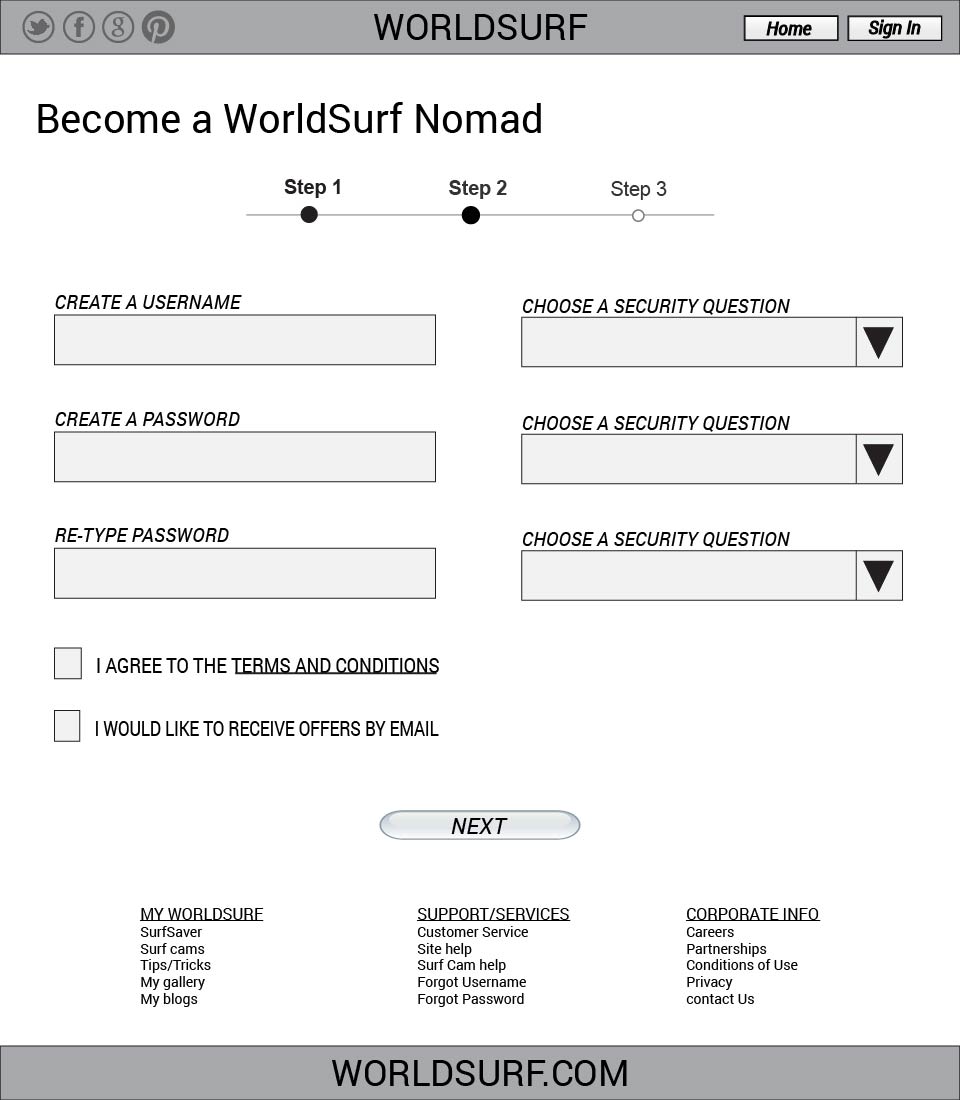 WORLDSURF
Home
Sign In
Become a WorldSurf Nomad
Step 1
Step 2
Step 3
CREATE A USERNAME
CHOOSE A SECURITY QUESTION
CREATE A PASSWORD
CHOOSE A SECURITY QUESTION
RE-TYPE PASSWORD
CHOOSE A SECURITY QUESTION
I AGREE TO THE TERMS AND CONDITIONS
I WOULD LIKE TO RECEIVE OFFERS BY EMAIL
NEXT
MY WORLDSURF
SurfSaver
Surf cams
Tips/Tricks
My gallery
My blogs
SUPPORT/SERVICES
Customer Service
Site help
Surf Cam help
Forgot Username
Forgot Password
CORPORATE INFO
Careers
Partnerships
Conditions of Use
Privacy
contact Us
WORLDSURF.COM